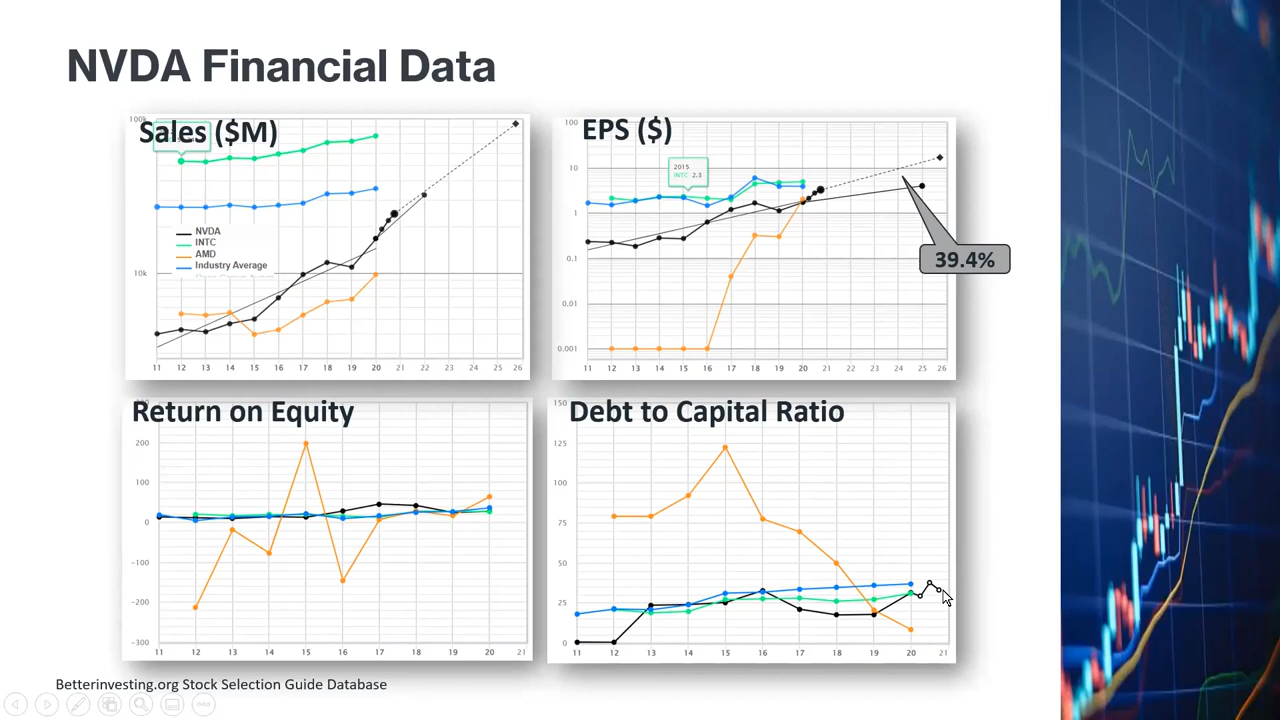 NVDA Financial Data
Sales ($M)
100k
10k
NVDA
INTC
AMD
Industry Average
11 12 13 14 15 16 17 18 19 20 21 22 23 24 25 26
EPS ($)
100
10
1
0.1
0.01
0.001
2015
INTC 2.3
39.4%
11 12 13 14 15 16 17 18 19 20 21 22 23 24 25 26
Return on Equity
200
100
0
-100
-200
-300
11 12 13 14 15 16 17 18 19 20 21
Debt to Capital Ratio
150
125
100
75
50
25
0
11 12 13 14 15 16 17 18 19 20 21
Betterinvesting.org Stock Selection Guide Database